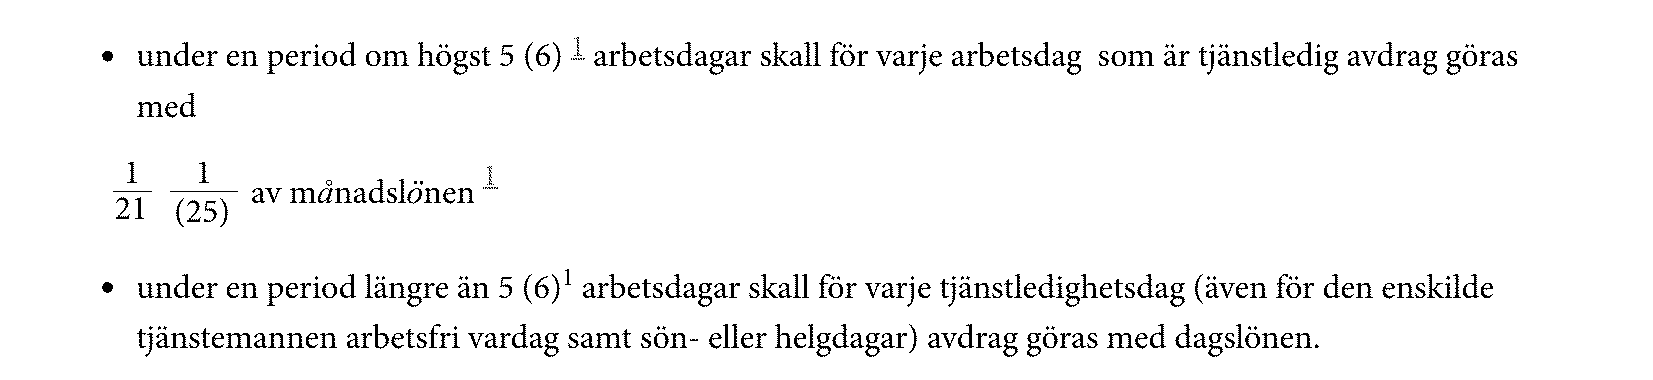 • under en period om högst 5 (6) 1 arbetsdagar skall för varje arbetsdag  som är tjänstledig avdrag göras
med
1/21 1/(25) av månadslönen 1
• under en period längre än 5 (6)1 arbetsdagar skall för varje tjänstledighetsdag (även för den enskilde
tjänstemannen arbetsfri vardag samt sön- eller helgdagar) avdrag göras med dagslönen.